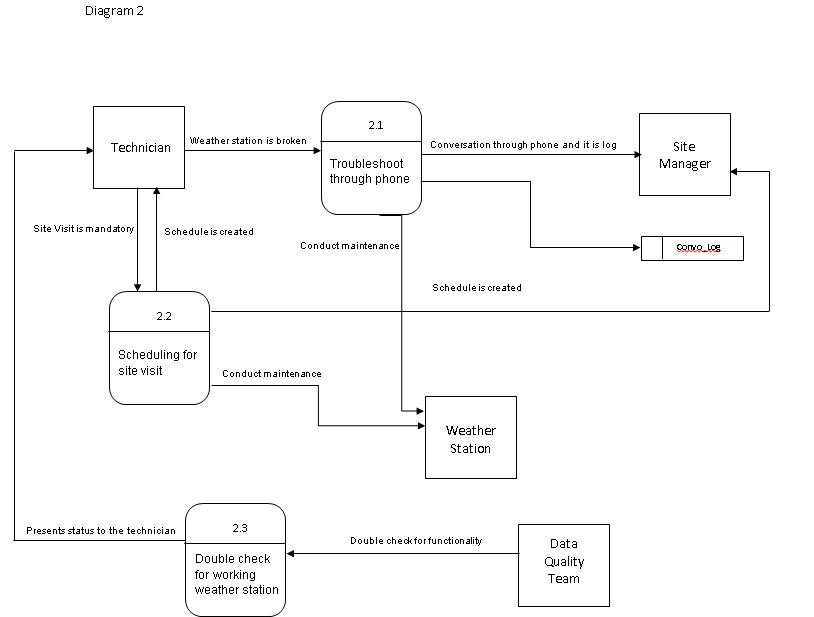 Diagram 2
Technician
Weather station is broken
2.1
Troubleshoot
through phone
Conversation through phone and it is log
Site
Manager
Site Visit is mandatory
Schedule is created
Conduct maintenance
Convo_Log
Schedule is created
2.2
Scheduling for
site visit
Conduct maintenance
Weather
Station
Presents status to the technician
2.3
Double check
for working
weather station
Double check for functionality
Data
Quality
Team